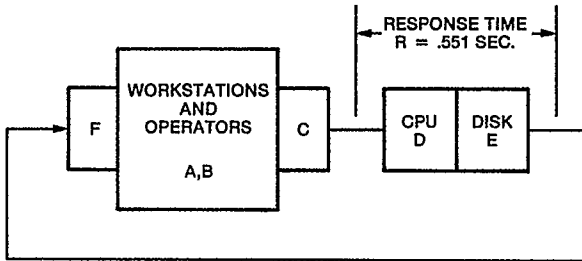 RESPONSE TIME
R = .551 SEC.
F
WORKSTATIONS
AND
OPERATORS
A,B
C
CPU
D
DISK
E